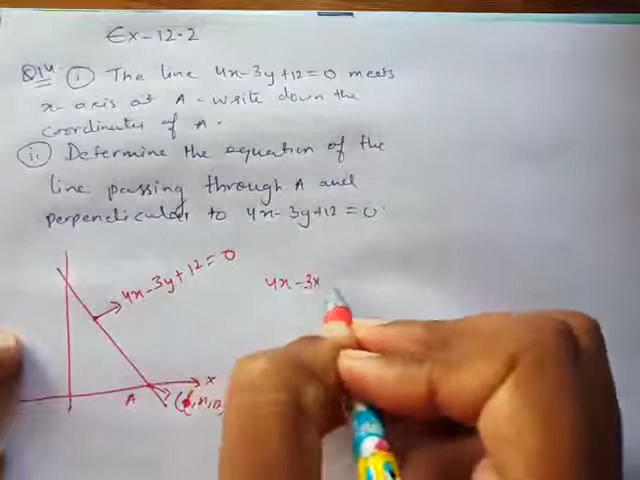 Ex-12.2
Q14 (i) The line 4x-3y+12=0 meets
x-axis at A. write down the
coordinates of A.
(ii) Determine the equation of the
line passing through A and
perpendicular to 4x-3y+12=0.
4x-3y+12=0
4x-3x
x
A